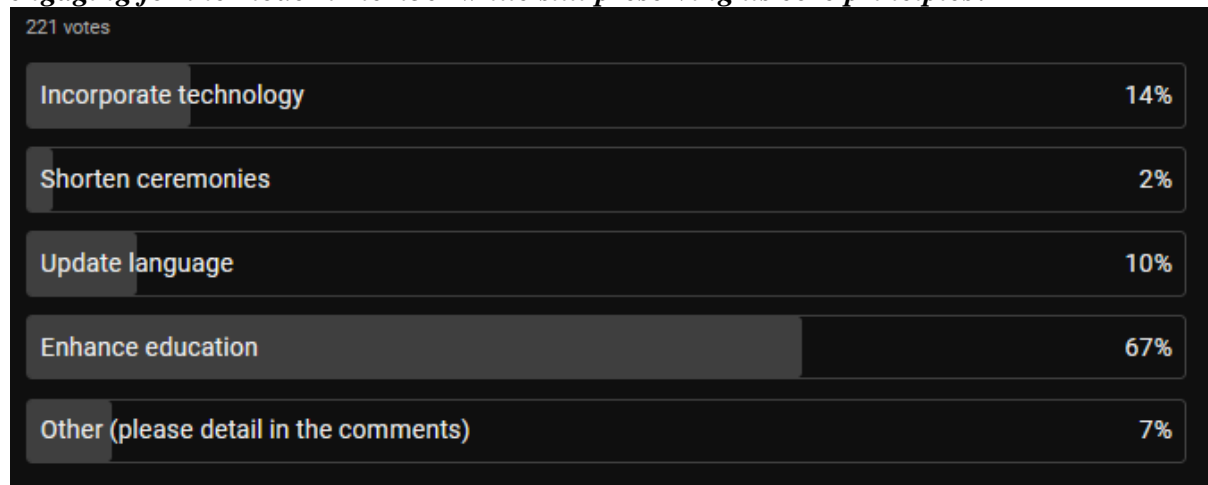 221 votes
Incorporate technology 14%
Shorten ceremonies 2%
Update language 10%
Enhance education 67%
Other (please detail in the comments) 7%